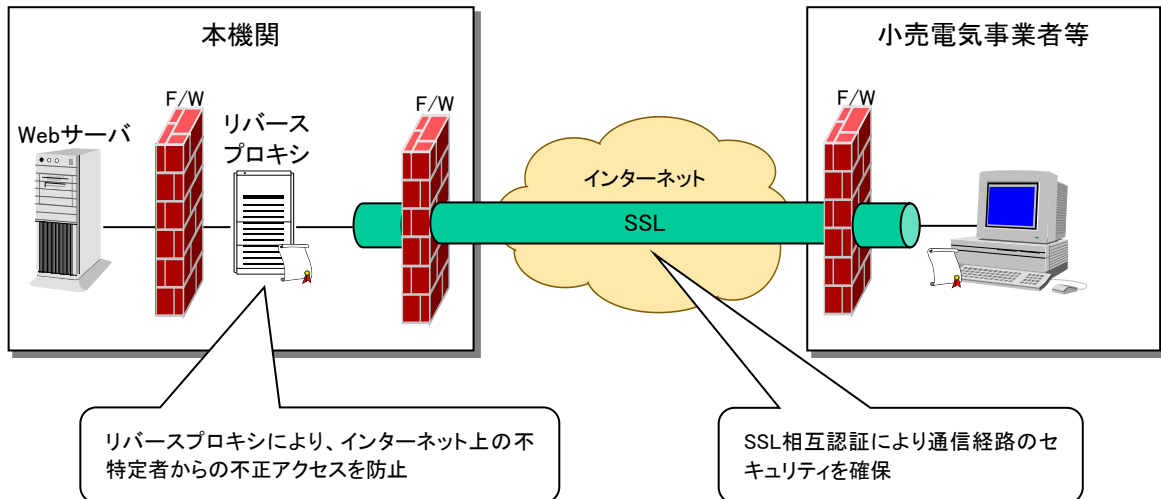 本機関
小売電気事業者等
F/W
F/W
F/W
Webサーバ
リバース
プロキシ
インターネット
SSL
リバースプロキシにより、インターネット上の不
特定者からの不正アクセスを防止
SSL相互認証により通信経路のセ
キュリティを確保